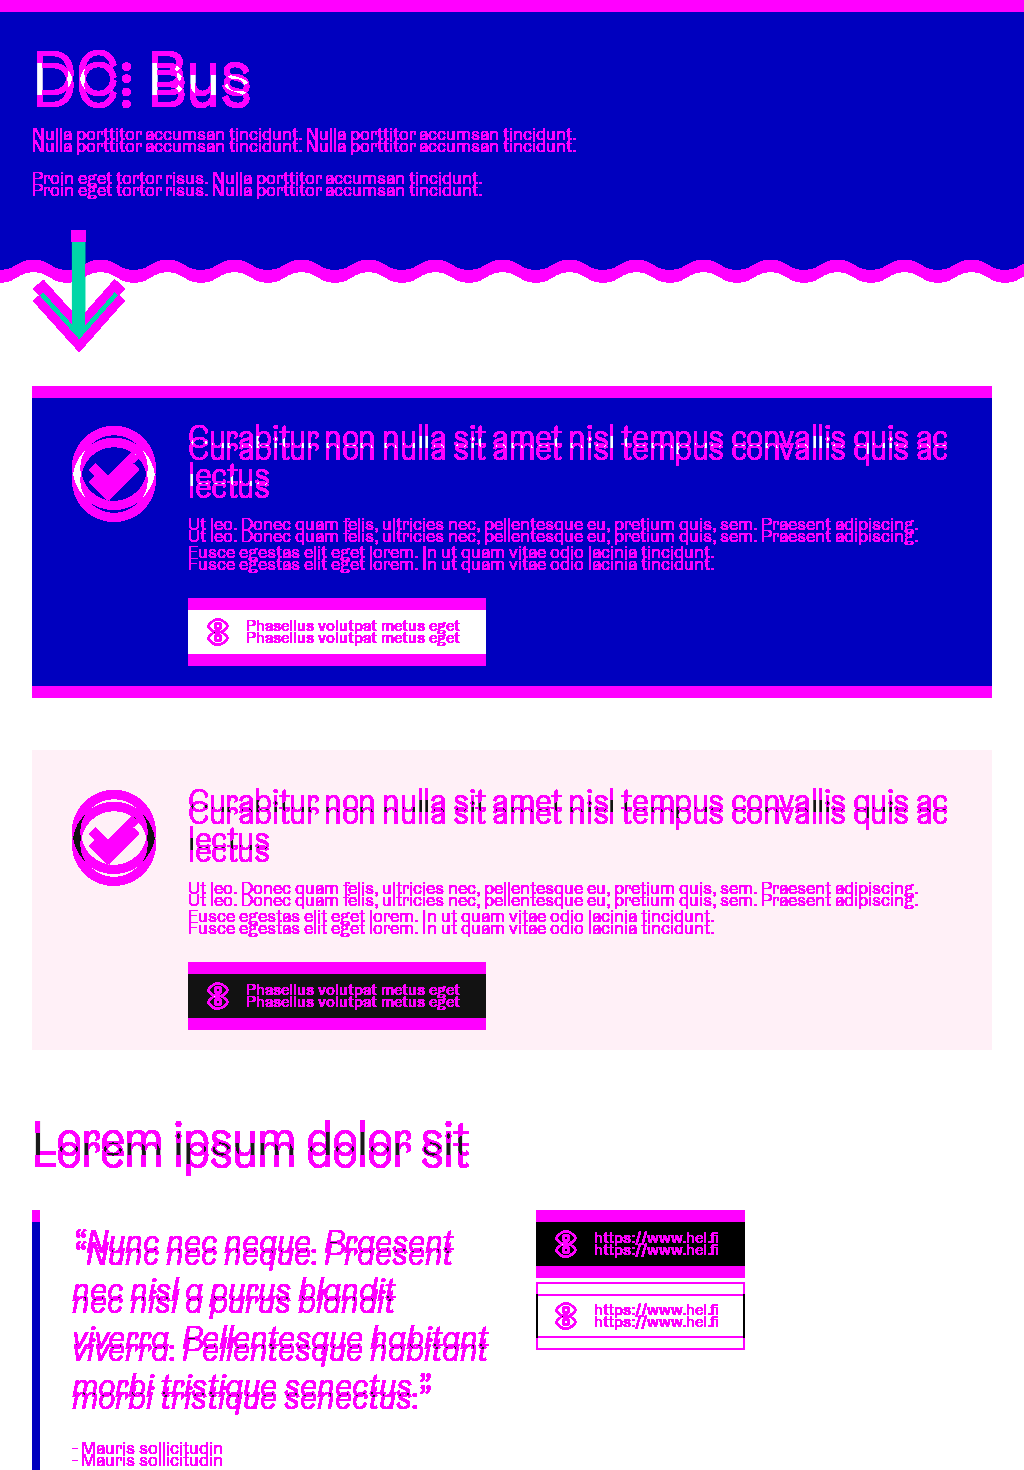 DC: Bus
Nulla porttitor accumsan tincidunt. Nulla porttitor accumsan tincidunt.
Proin eget tortor risus. Nulla porttitor accumsan tincidunt.
Curabitur non nulla sit amet nisl tempus convallis quis ac
lectus
Ut leo. Donec quam felis, ultricies nec, pellentesque eu, pretium quis, sem. Praesent adipiscing.
Fusce egestas elit eget lorem. In ut quam vitae odio lacinia tincidunt.
Phasellus volutpat metus eget
Curabitur non nulla sit amet nisl tempus convallis quis ac
lectus
Ut leo. Donec quam felis, ultricies nec, pellentesque eu, pretium quis, sem. Praesent adipiscing.
Fusce egestas elit eget lorem. In ut quam vitae odio lacinia tincidunt.
Phasellus volutpat metus eget
Lorem ipsum dolor sit
“Nunc nec neque. Praesent
nec nisl a purus blandit
viverra. Pellentesque habitant
morbi tristique senectus.”
- Mauris sollicitudin
https://www.hel.fi
https://www.hel.fi